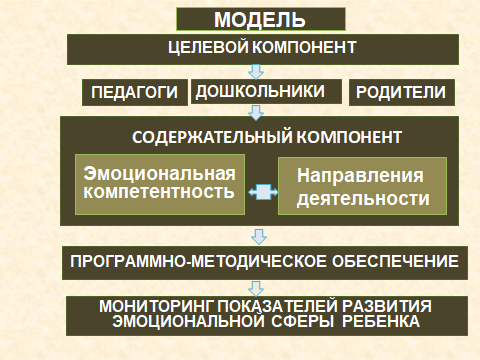 МОДЕЛЬ
ЦЕЛЕВОЙ КОМПОНЕНТ
ПЕДАГОГИ ДОШКОЛЬНИКИ РОДИТЕЛИ
СОДЕРЖАТЕЛЬНЫЙ КОМПОНЕНТ
Эмоциональная
компетентность
Направления
деятельности
ПРОГРАММНО-МЕТОДИЧЕСКОЕ ОБЕСПЕЧЕНИЕ
МОНИТОРИНГ ПОКАЗАТЕЛЕЙ РАЗВИТИЯ
ЭМОЦИОНАЛЬНОЙ СФЕРЫ РЕБЕНКА